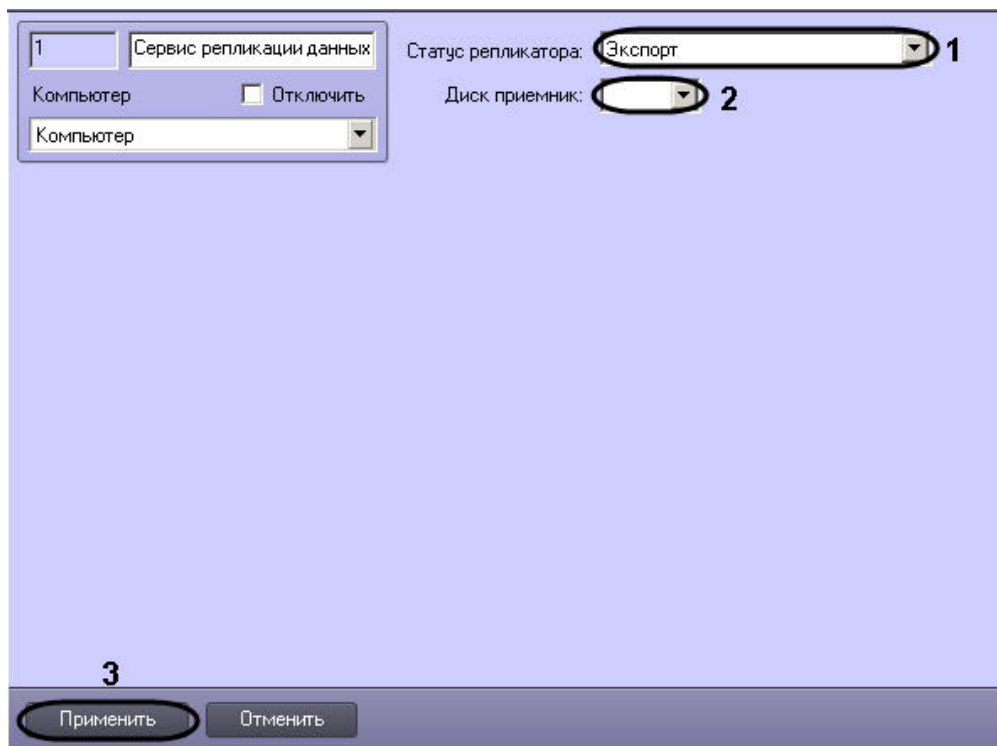 1 Сервис репликации данных
Статус репликатора: Экспорт 1
Компьютер Отключить
Диск приемник: 2
Компьютер
3
Применить Отменить